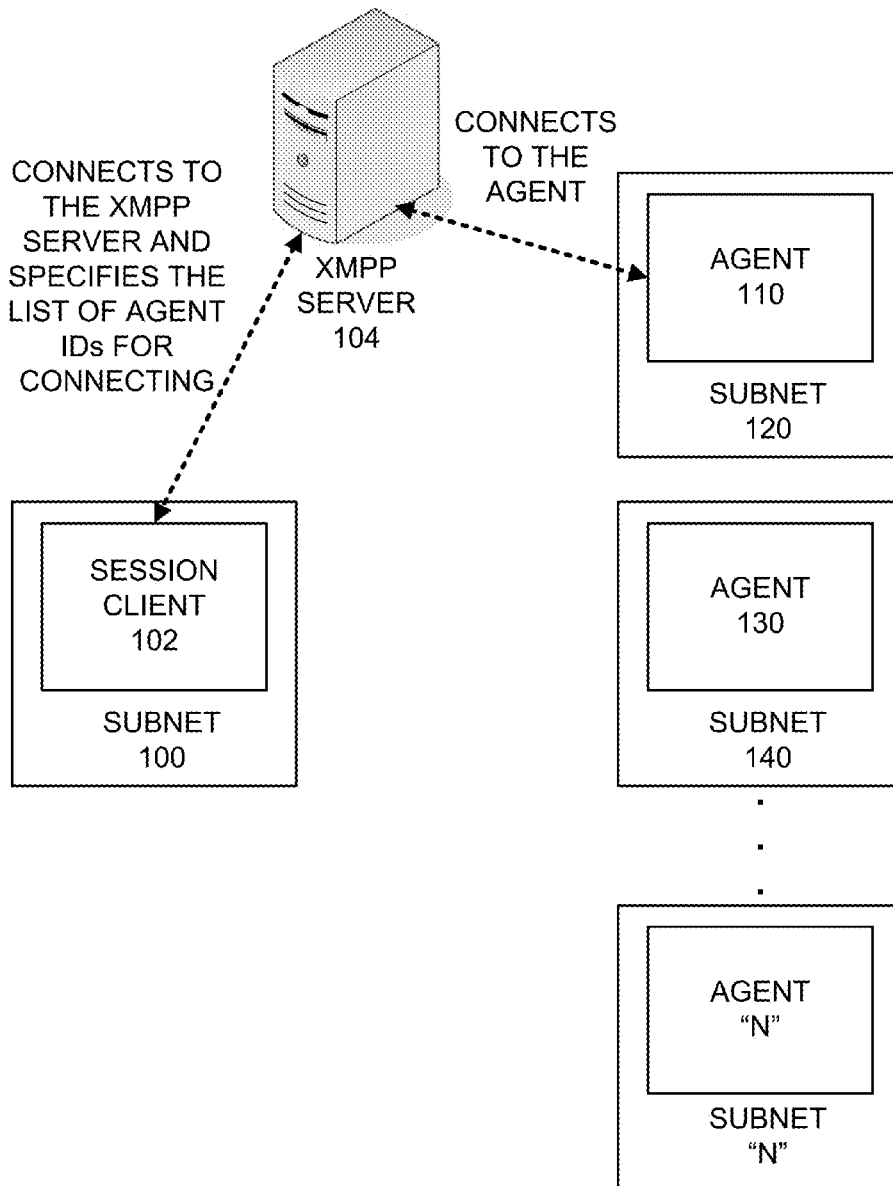 CONNECTS TO
THE XMPP
SERVER AND
SPECIFIES THE
LIST OF AGENT
IDs FOR
CONNECTING
XMPP
SERVER
104
CONNECTS
TO THE
AGENT
AGENT
110
SUBNET
120
SESSION
CLIENT
102
SUBNET
100
AGENT
130
SUBNET
140
AGENT
“N”
SUBNET
“N”